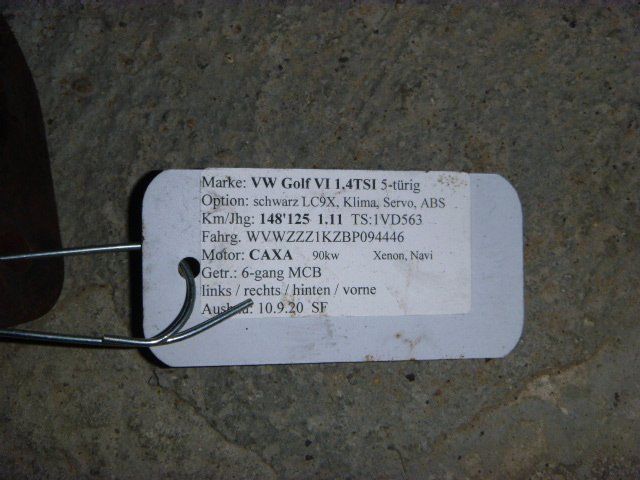 Marke: VW Golf VI 1,4TSI 5-türig
Option: schwarz LC9X, Klima, Servo, ABS
Km/Jhg: 148'125 1.11 TS:1VD563
Fahrg. WVWZZZ1KZBP094446
Motor: CAXA 90kw Xenon, Navi
Getr.: 6-gang MCB
links / rechts / hinten / vorne
Ausbau: 10.9.20 SF